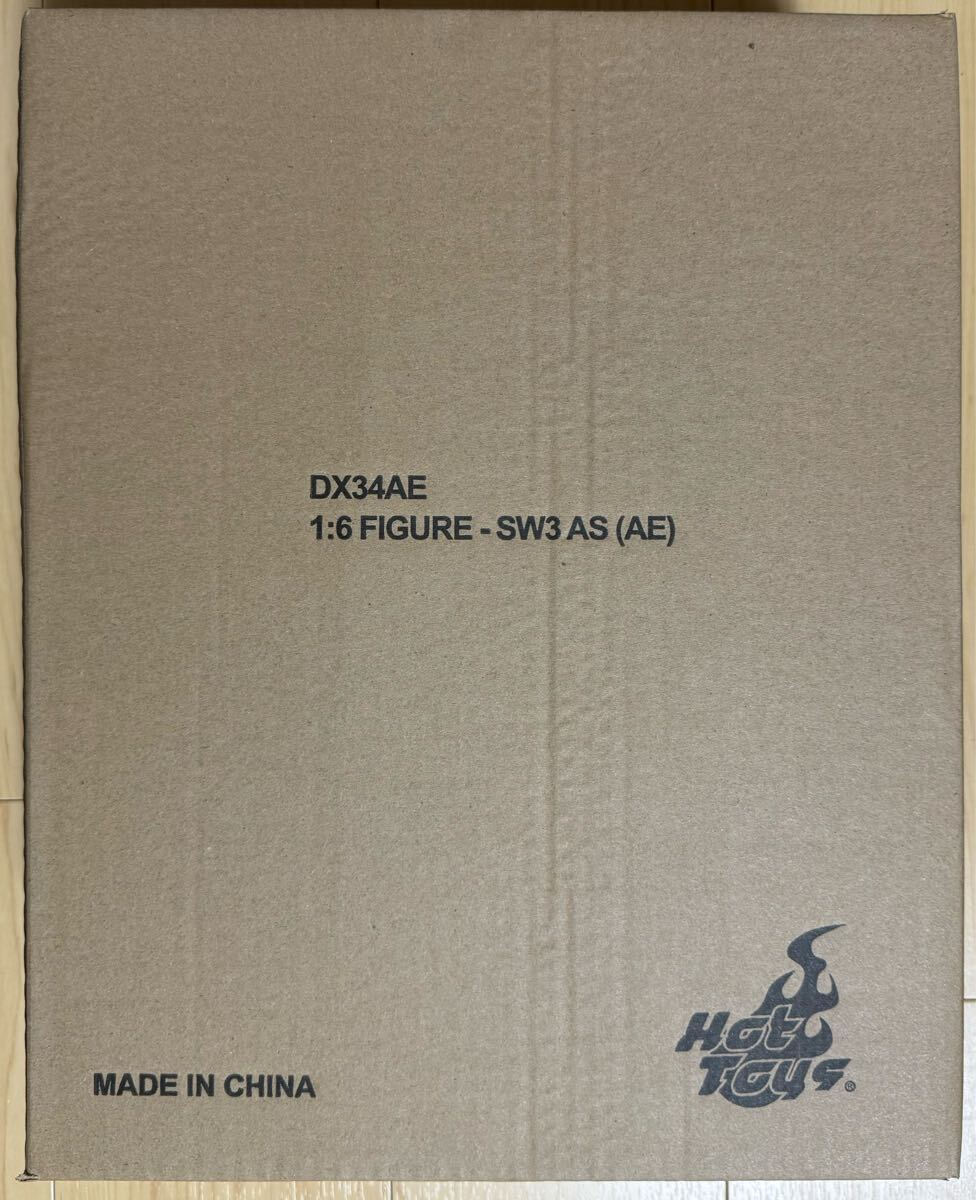 DX34AE
1:6 FIGURE - SW3 AS (AE)
MADE IN CHINA
Hot
Toys®